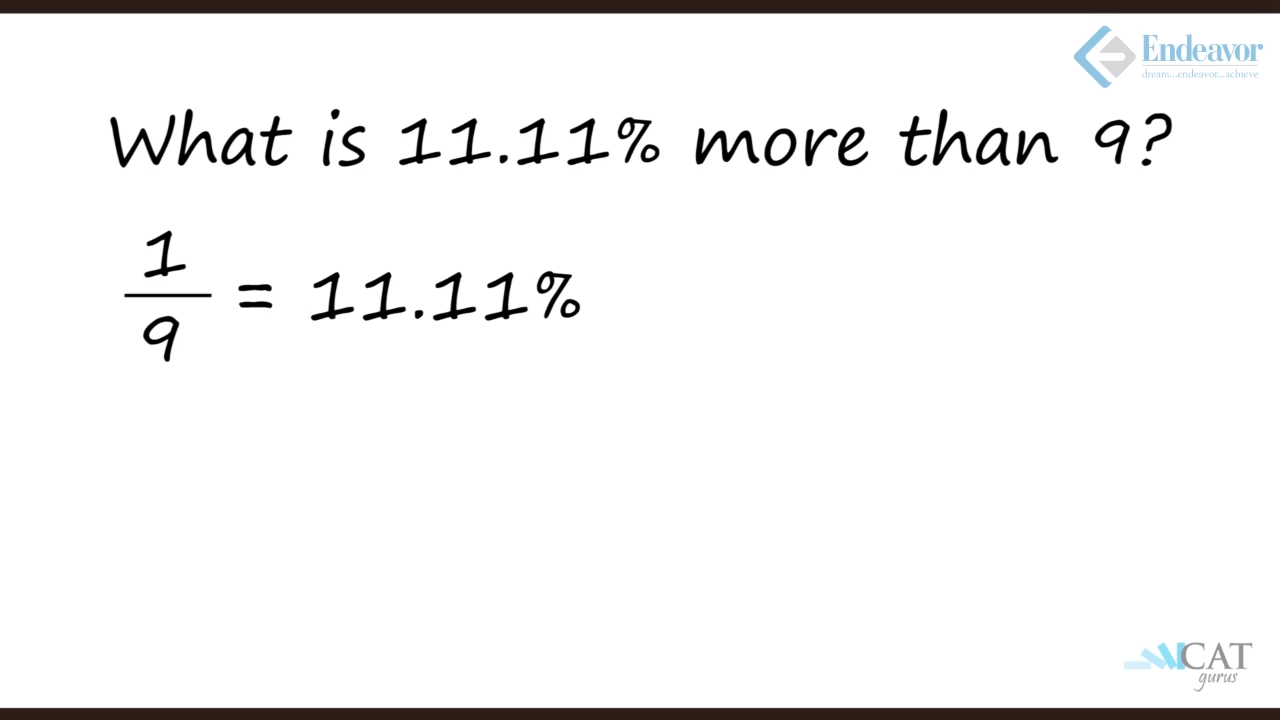 Endeavor
dream...endeavor...achieve
What is 11.11% more than 9?
1
9
= 11.11%
CAT
gurus